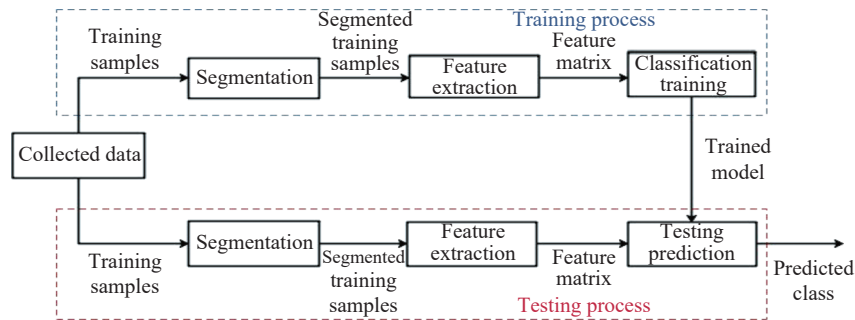 Training process
Training
samples
Segmentation
Segmented
training
samples
Feature
extraction
Feature
matrix
Classification
training
Collected data
Trained
model
Training
samples
Segmentation
Segmented
training
samples
Feature
extraction
Feature
matrix
Testing
prediction
Predicted
class
Testing process